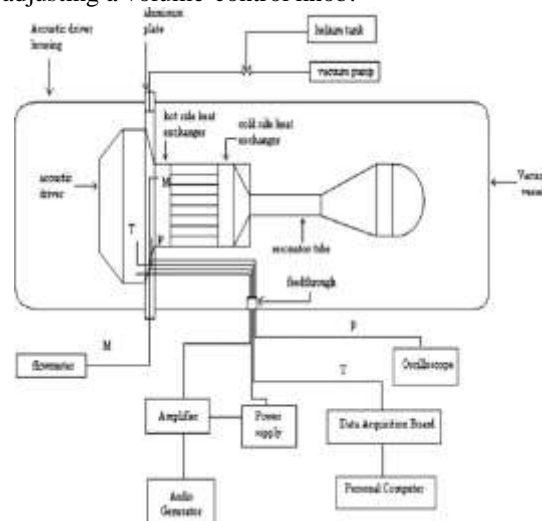 adjusting a volume-control knob.
Acoustic driver
housing
aluminum
plate
helium tank
vacuum pump
hot side heat
exchanger
cold side heat
exchanger
acoustic
driver
M
T
P
Vacuu
vesse
resonator tube
feedthrough
M
P
T
flowmeter
Oscilloscope
Amplifier
Power
supply
Data Acquisition Board
Audio
Generator
Personal Computer